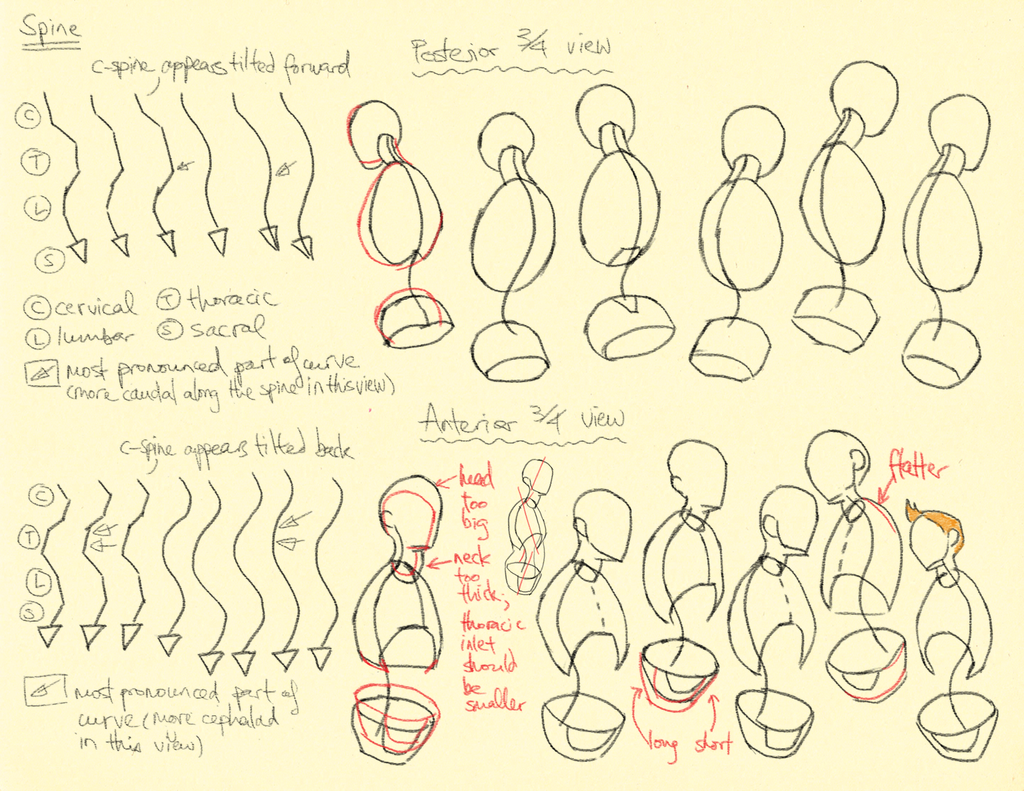 Spine
c-spine appears tilted forward
Posterior 3/4 view
C
T
L
S
C cervical T thoracic
L lumbar S sacral
most pronounced part of curve
(more caudal along the spine in this view)
Anterior 3/4 view
c-spine appears tilted back
C
T
L
S
most pronounced part of
curve (more cephalad
in this view)
head
too
big
neck
too
thick;
thoracic
inlet
should
be
smaller
long short
flatter